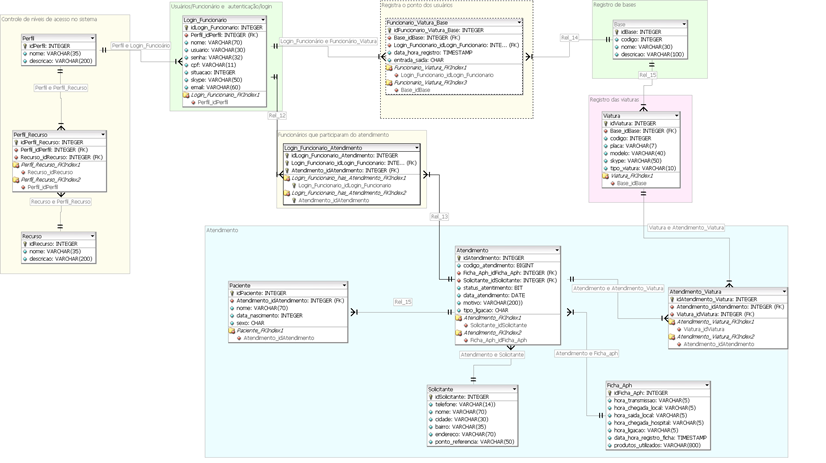 Controle de níveis de acesso no sistema
Perfil
idPerfil: INTEGER
nome: VARCHAR(35)
descricao: VARCHAR(200)
Perfil e Login_Funcionario
Perfil e Perfil_Recurso
Perfil_Recurso
idPerfil_Recurso: INTEGER
Perfil_idPerfil: INTEGER (FK)
Recurso_idRecurso: INTEGER (FK)
Perfil_Recurso_FKIndex1
Recurso_idRecurso
Perfil_Recurso_FKIndex2
Perfil_idPerfil
Recurso e Perfil_Recurso
Recurso
idRecurso: INTEGER
nome: VARCHAR(35)
descricao: VARCHAR(200)
Usuários/Funcionário e autenticação/login
Login_Funcionario
idLogin_Funcionario: INTEGER
Perfil_idPerfil: INTEGER (FK)
nome: VARCHAR(70)
usuario: VARCHAR(30)
senha: VARCHAR(32)
cpf: VARCHAR(11)
situacao: INTEGER
skype: VARCHAR(50)
email: VARCHAR(60)
Login_Funcionario_FKIndex1
Perfil_idPerfil
Login_Funcionario e Funcionário_Viatura
Rel_12
Registra o ponto dos usuários
Funcionario_Viatura_Base
idFuncionario_Viatura_Base: INTEGER
Base_idBase: INTEGER (FK)
Login_Funcionario_idLogin_Funcionario: INTE... (FK)
data_hora_registro: TIMESTAMP
entrada_saida: CHAR
Funcionario_Viatura_FKIndex1
Login_Funcionario_idLogin_Funcionario
Funcionario_Viatura_FKIndex3
Base_idBase
Rel_14
Registro de bases
Base
idBase: INTEGER
codigo: INTEGER
nome: VARCHAR(30)
descricao: VARCHAR(100)
Rel_15
Registro das viaturas
Viatura
idViatura: INTEGER
Base_idBase: INTEGER (FK)
codigo: INTEGER
placa: VARCHAR(7)
modelo: VARCHAR(40)
skype: VARCHAR(50)
tipo_viatura: VARCHAR(10)
Viatura_FKIndex1
Base_idBase
Viatura e Atendimento_Viatura
Funcionários que participaram do atendimento
Login_Funcionario_Atendimento
idLogin_Funcionario_Atendimento: INTEGER
Login_Funcionario_idLogin_Funcionario: INTE... (FK)
Atendimento_idAtendimento: INTEGER (FK)
Login_Funcionario_has_Atendimento_FKIndex1
Login_Funcionario_idLogin_Funcionario
Login_Funcionario_has_Atendimento_FKIndex2
Atendimento_idAtendimento
Rel_13
Atendimento
Paciente
idPaciente: INTEGER
Atendimento_idAtendimento: INTEGER (FK)
nome: VARCHAR(70)
data_nascimento: INTEGER
sexo: CHAR
Paciente_FKIndex1
Atendimento_idAtendimento
Rel_15
Atendimento
idAtendimento: INTEGER
codigo_atendimento: BIGINT
Ficha_Aph_idFicha_Aph: INTEGER (FK)
Solicitante_idSolicitante: INTEGER (FK)
status_atentimento: BIT
data_atendimento: DATE
motivo: VARCHAR(200)
tipo_ligacao: CHAR
Atendimento_FKIndex1
Solicitante_idSolicitante
Atendimento_FKIndex2
Ficha_Aph_idFicha_Aph
Atendimento e Atendimento_Viatura
Atendimento_Viatura
idAtendimento_Viatura: INTEGER
Atendimento_idAtendimento: INTEGER (FK)
Viatura_idViatura: INTEGER (FK)
Atendimento_Viatura_FKIndex1
Viatura_idViatura
Atendimento_Viatura_FKIndex2
Atendimento_idAtendimento
Atendimento e Solicitante
Atendimento e Ficha_aph
Solicitante
idSolicitante: INTEGER
telefone: VARCHAR(14)
nome: VARCHAR(70)
cidade: VARCHAR(30)
bairro: VARCHAR(35)
endereco: VARCHAR(70)
ponto_referencia: VARCHAR(50)
Ficha_Aph
idFicha_Aph: INTEGER
hora_transmissao: VARCHAR(5)
hora_chegada_local: VARCHAR(5)
hora_saida_local: VARCHAR(5)
hora_chegada_hospital: VARCHAR(5)
hora_ligacao: VARCHAR(5)
data_hora_registro_ficha: TIMESTAMP
produtos_utilizados: VARCHAR(800)